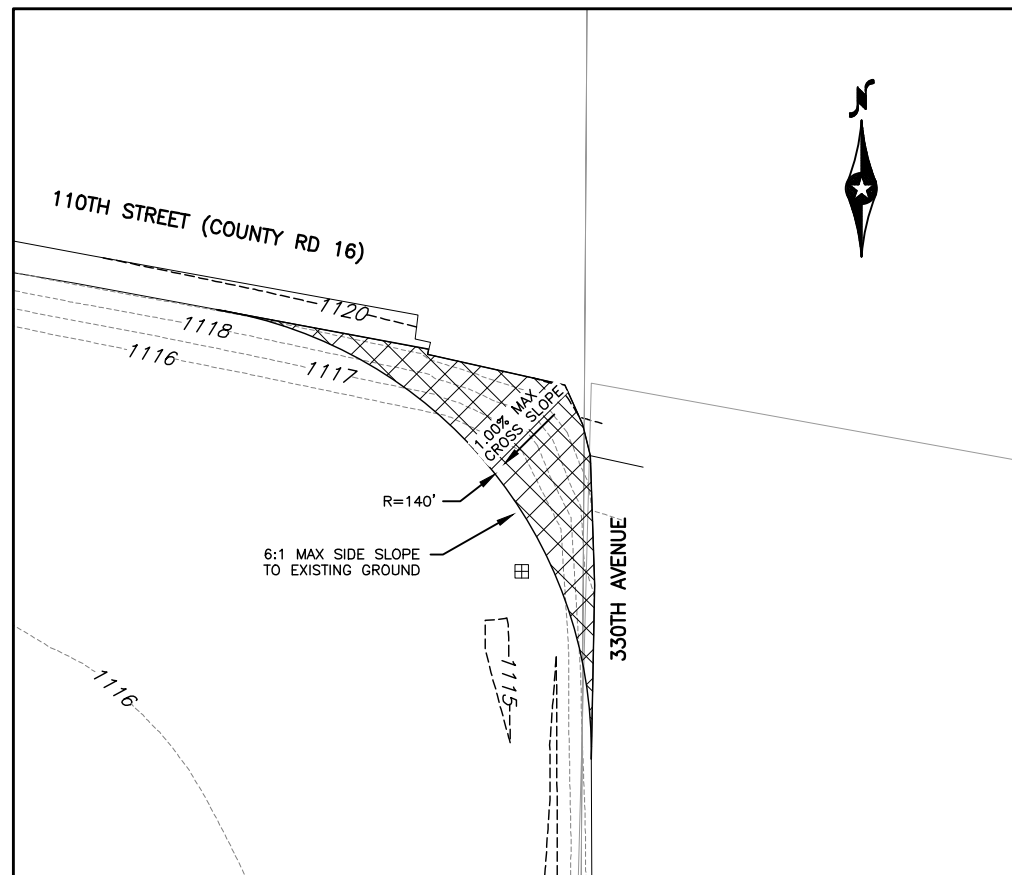 N
110TH STREET (COUNTY RD 16)
1120
1118
1116
1117
1.00% MAX
CROSS SLOPE
R=140'
6:1 MAX SIDE SLOPE
TO EXISTING GROUND
330TH AVENUE
1115
1116